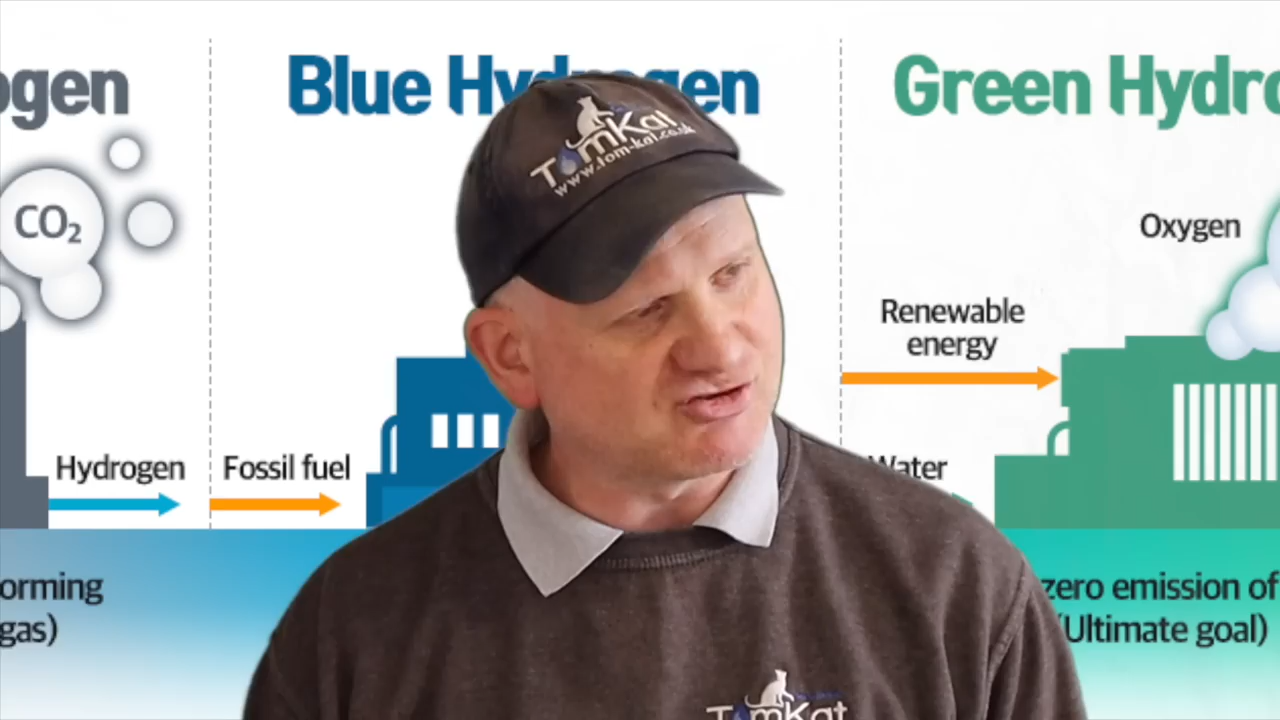 ogen
Blue Hyd gen
Green Hydro
TomKat
www.tom-kat.co.uk
CO₂
Oxygen
Renewable
energy
Hydrogen
Fossil fuel
Water
orming
gas)
zero emission of
(Ultimate goal)
TomKat